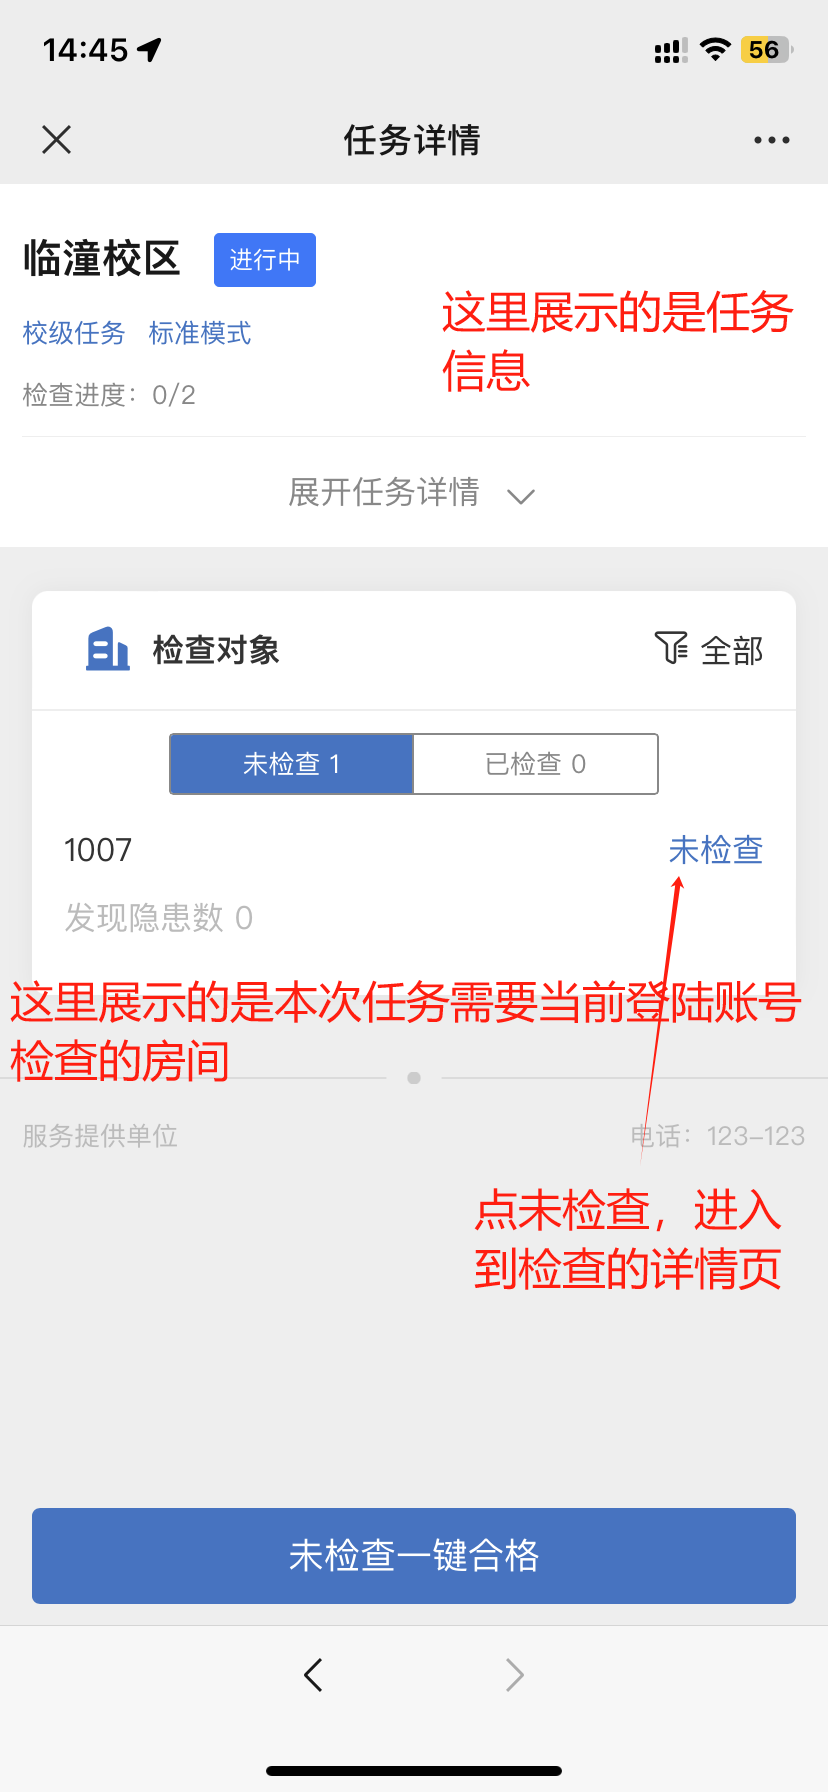 14:45
56
任务详情
临潼校区 进行中
这里展示的是任务
信息
校级任务 标准模式
检查进度：0/2
展开任务详情
检查对象 全部
未检查 1 已检查 0
1007 未检查
发现隐患数 0
这里展示的是本次任务需要当前登陆账号
检查的房间
服务提供单位 电话：123-123
点未检查，进入
到检查的详情页
未检查一键合格